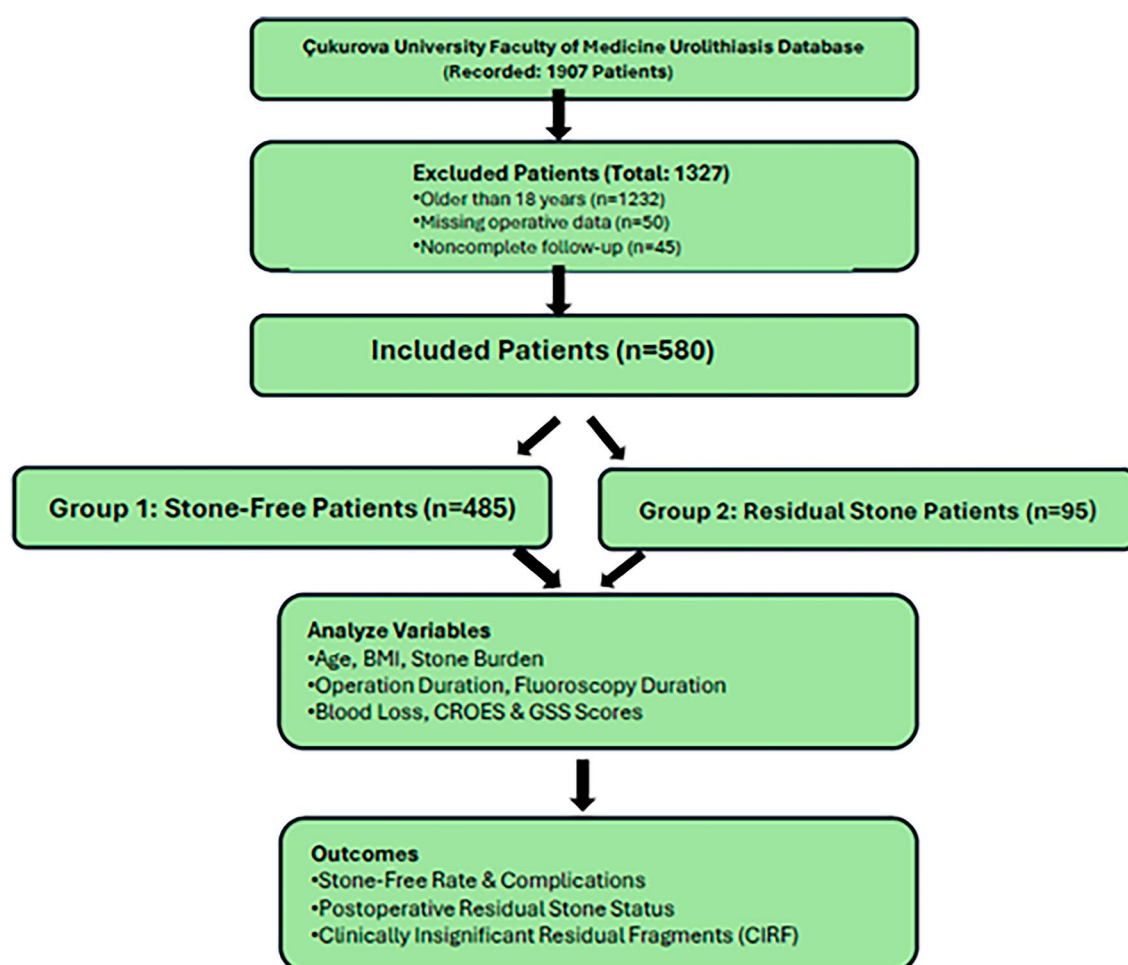 Çukurova University Faculty of Medicine Urolithiasis Database
(Recorded: 1907 Patients)
Excluded Patients (Total: 1327)
•Older than 18 years (n=1232)
•Missing operative data (n=50)
•Noncomplete follow-up (n=45)
Included Patients (n=580)
Group 1: Stone-Free Patients (n=485)
Group 2: Residual Stone Patients (n=95)
Analyze Variables
•Age, BMI, Stone Burden
•Operation Duration, Fluoroscopy Duration
•Blood Loss, CROES & GSS Scores
Outcomes
•Stone-Free Rate & Complications
•Postoperative Residual Stone Status
•Clinically Insignificant Residual Fragments (CIRF)